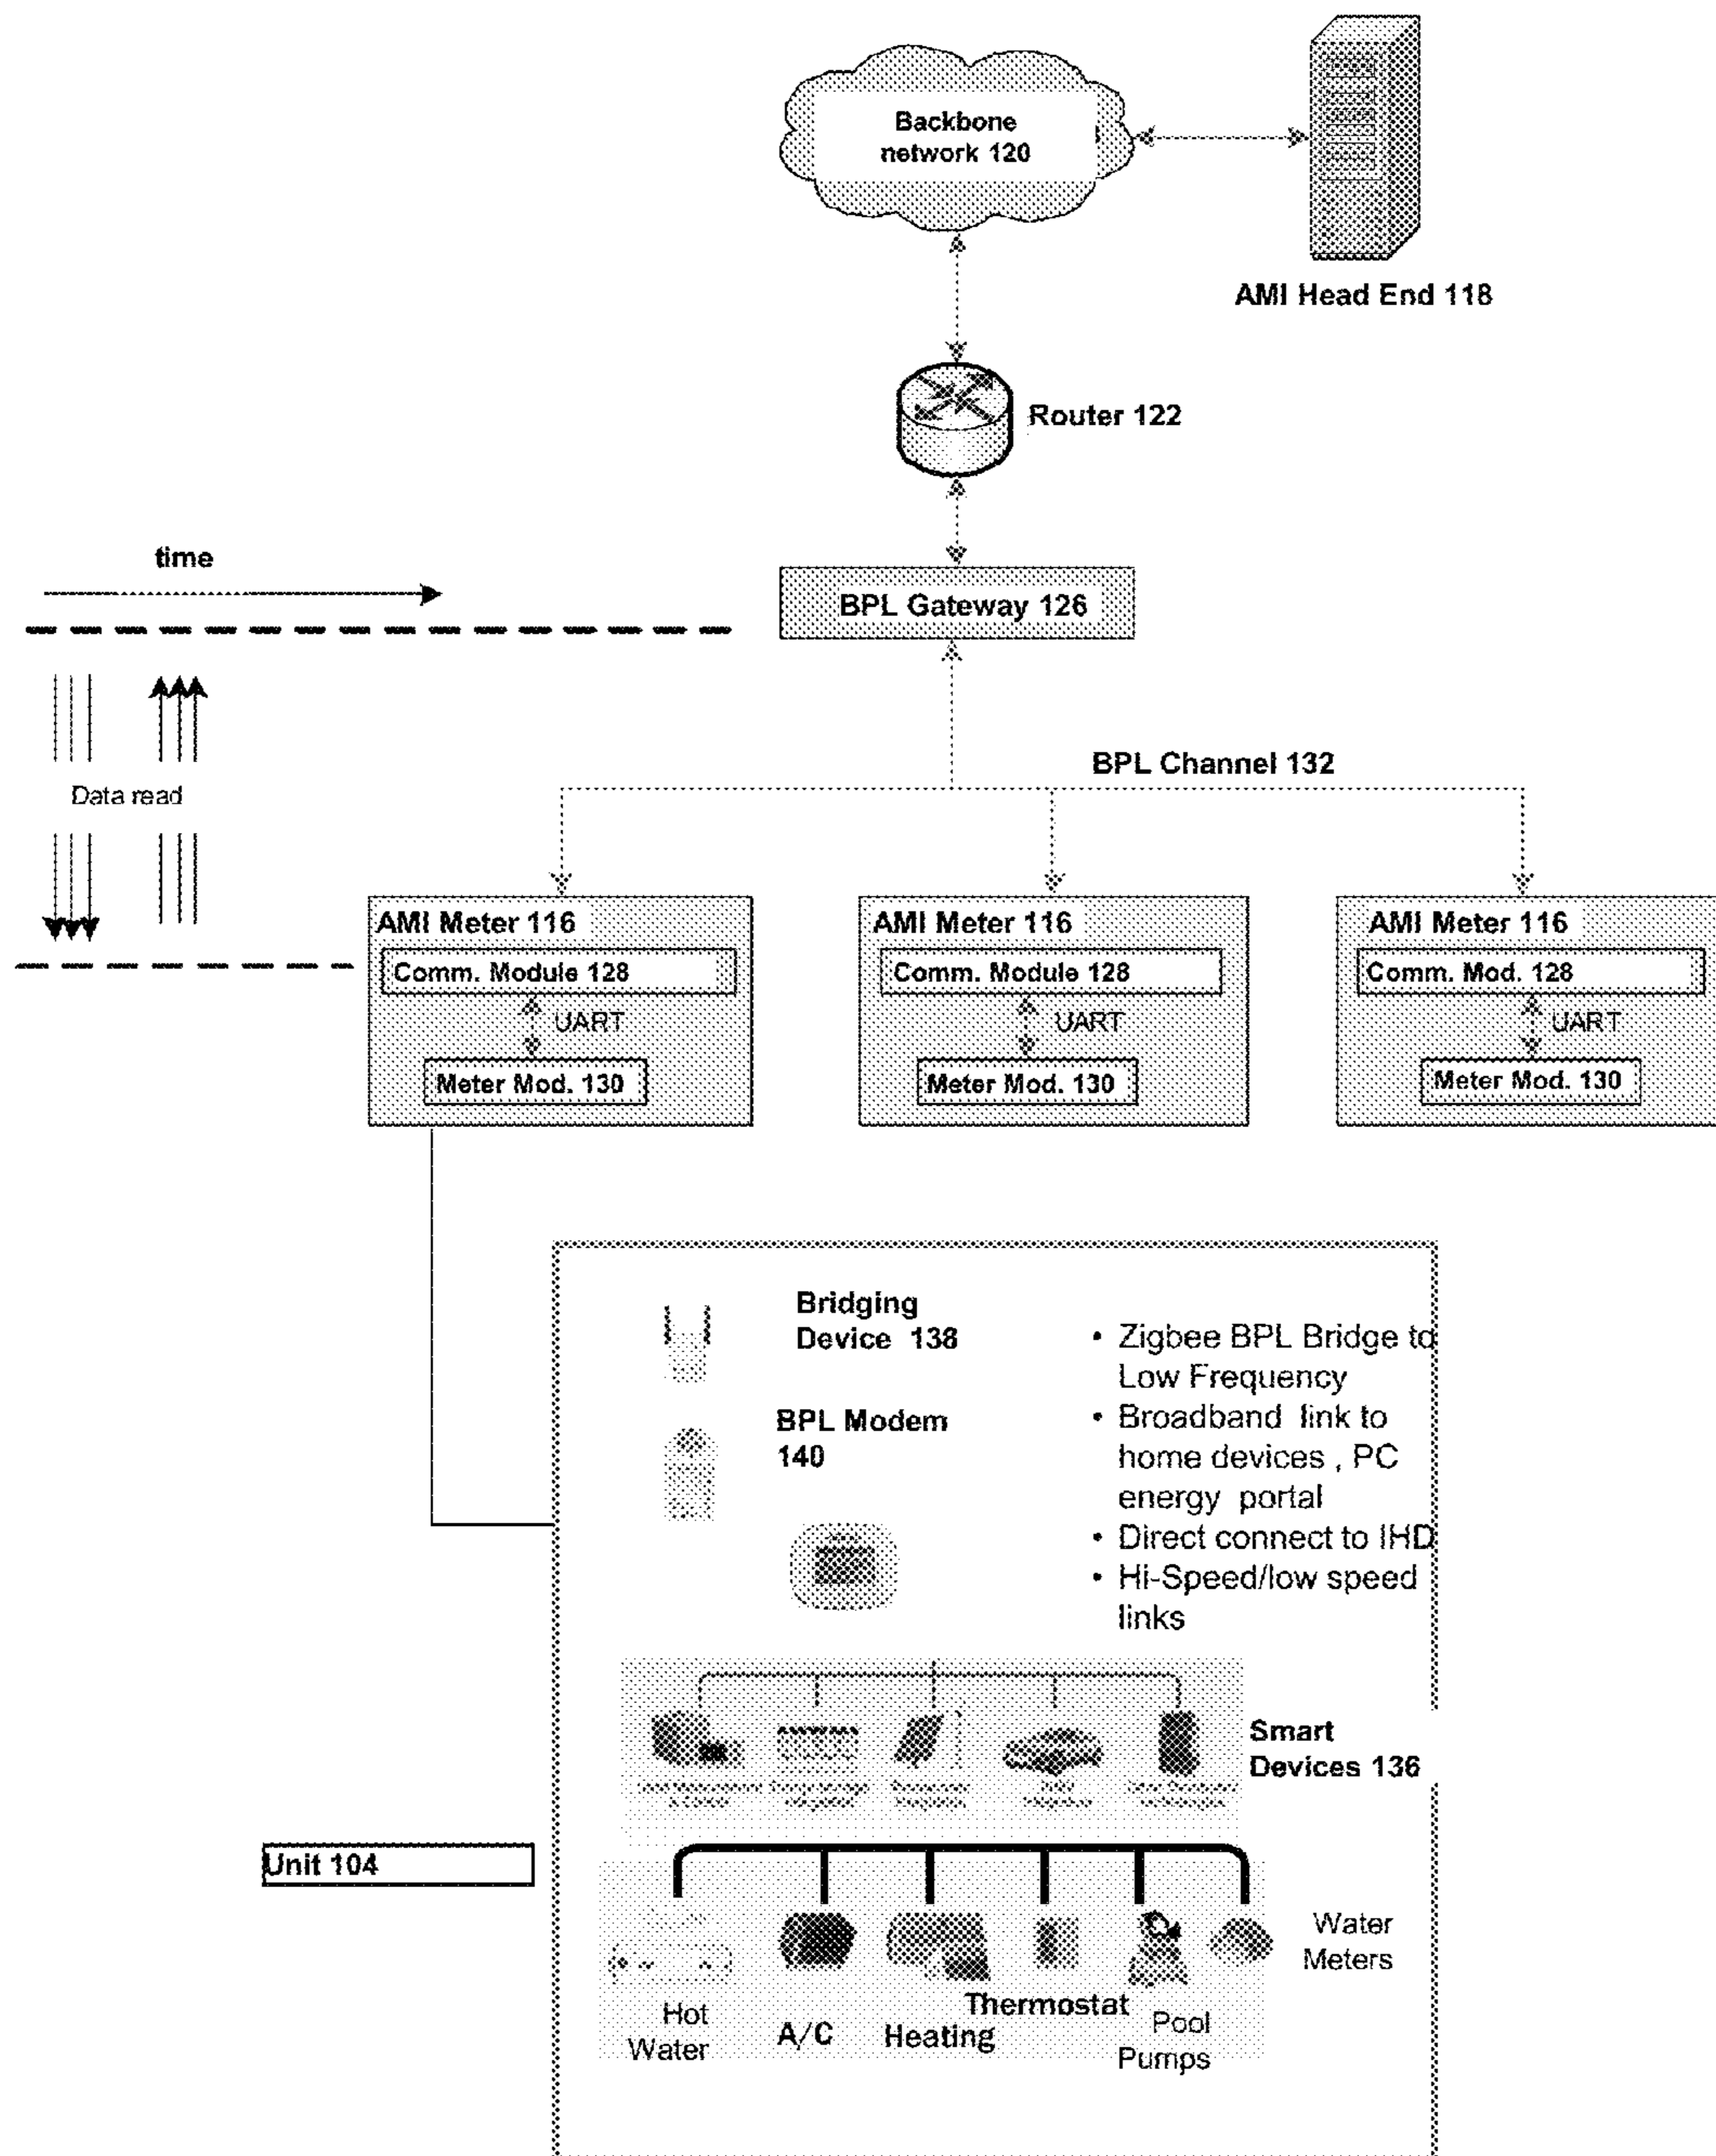 Backbone
network 120
AMI Head End 118
Router 122
time
BPL Gateway 126
BPL Channel 132
Data read
AMI Meter 116
Comm. Module 128
UART
Meter Mod. 130
AMI Meter 116
Comm. Module 128
UART
Meter Mod. 130
AMI Meter 116
Comm. Mod. 128
UART
Meter Mod. 130
Bridging
Device 138
BPL Modem
140
• Zigbee BPL Bridge to
Low Frequency
• Broadband link to
home devices , PC
energy portal
• Direct connect to IHD
• Hi-Speed/low speed
links
Smart
Devices 136
Unit 104
Hot
Water
A/C
Heating
Thermostat
Pool
Pumps
Water
Meters